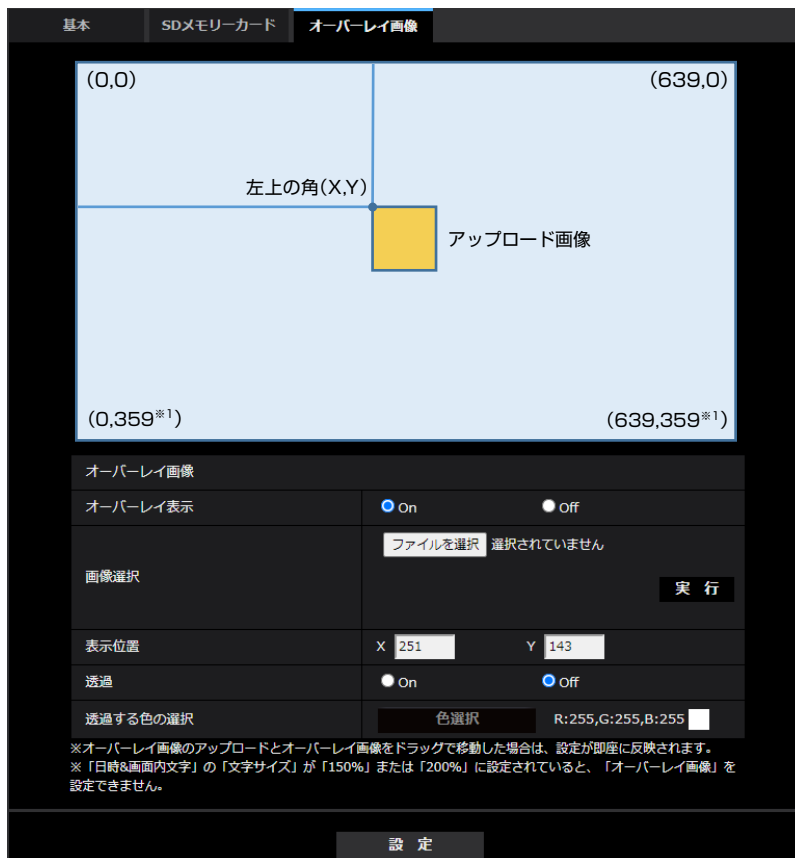 基本 SDメモリーカード オーバーレイ画像
(0,0) (639,0)
左上の角(X,Y)
アップロード画像
(0,359※1) (639,359※1)
オーバーレイ画像
オーバーレイ表示 On Off
ファイルを選択 選択されていません
画像選択
実 行
表示位置 X 251 Y 143
透過 On Off
透過する色の選択 色選択 R:255,G:255,B:255
※オーバーレイ画像のアップロードとオーバーレイ画像をドラッグで移動した場合は、設定が即座に反映されます。
※「日時&画面内文字」の「文字サイズ」が「150%」または「200%」に設定されていると、「オーバーレイ画像」を
設定できません。
設 定